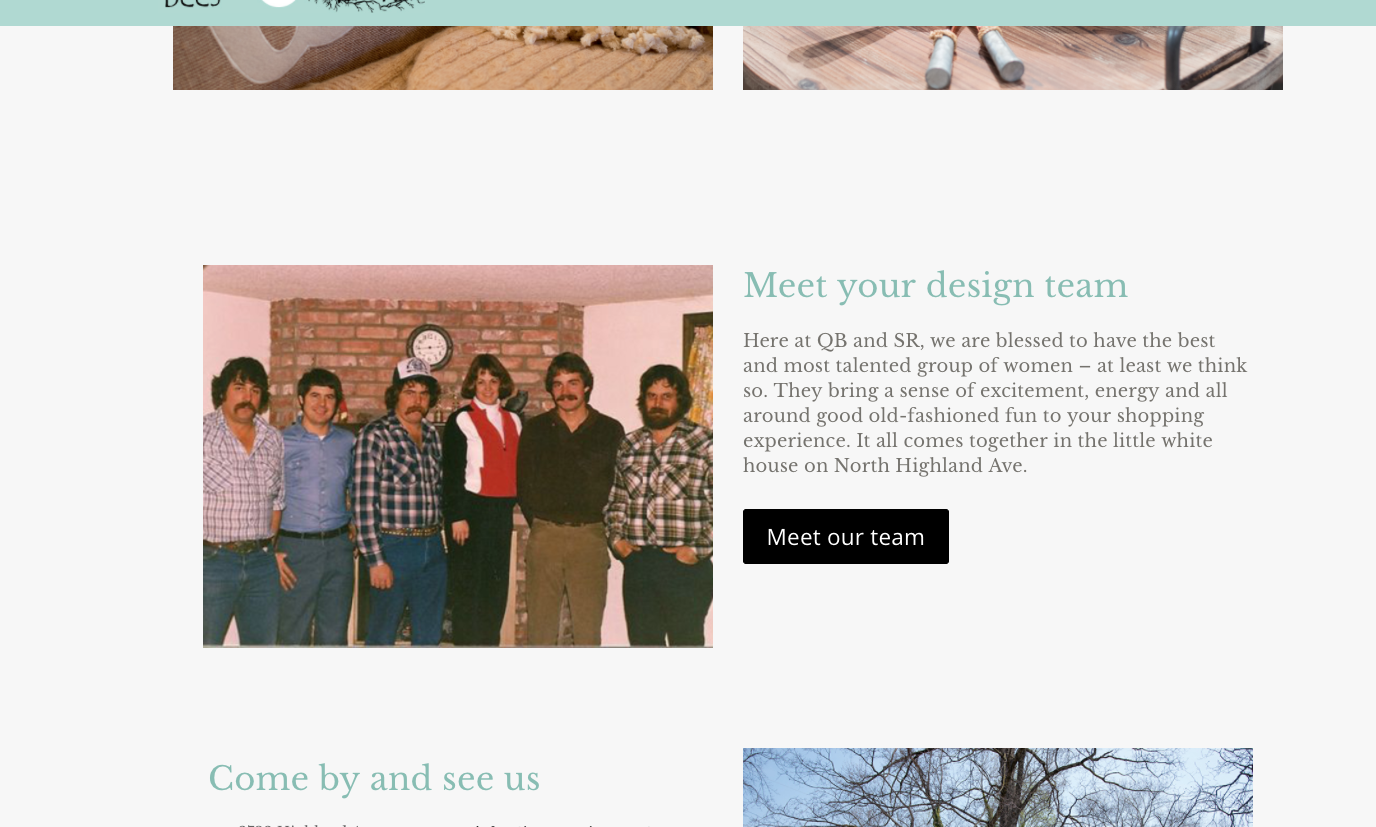 Meet your design team
Here at QB and SR, we are blessed to have the best
and most talented group of women – at least we think
so. They bring a sense of excitement, energy and all
around good old-fashioned fun to your shopping
experience. It all comes together in the little white
house on North Highland Ave.
Meet our team
Come by and see us